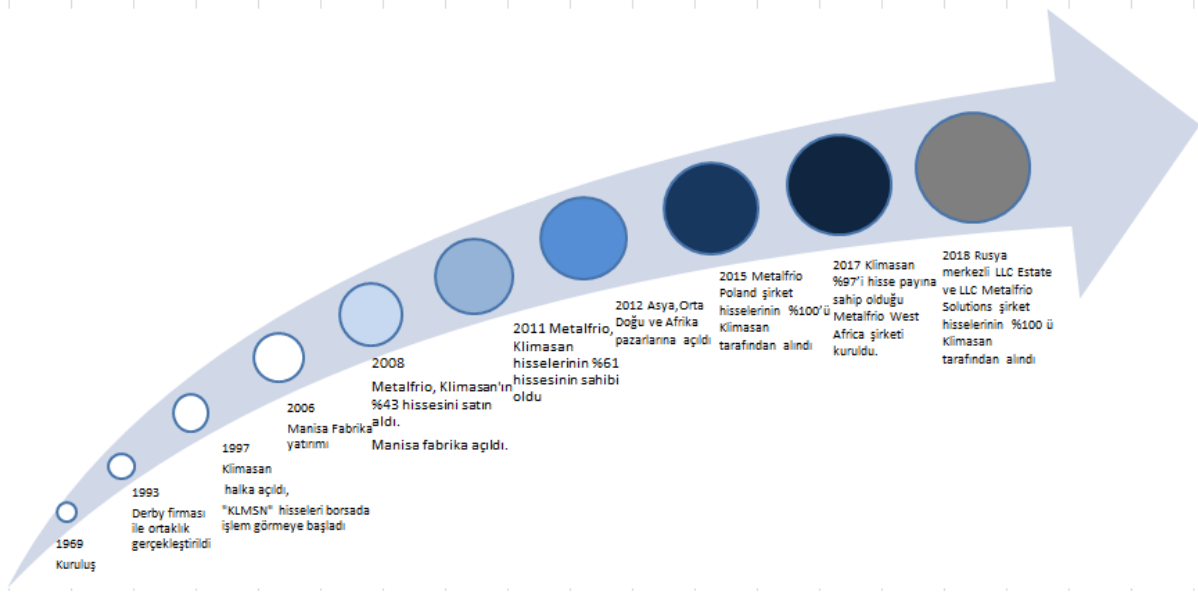 1969
Kuruluş
1993
Derby firması
ile ortaklık
gerçekleştirildi
1997
Klimasan
halka açıldı,
"KLMSN" hisseleri borsada
işlem görmeye başladı
2006
Manisa Fabrika
yatırımı
2008
Metalfrio, Klimasan'ın
%43 hissesini satın
aldı.
Manisa fabrika açıldı.
2011 Metalfrio,
Klimasan
hisselerinin %61
hissesinin sahibi
oldu
2012 Asya,Orta
Doğu ve Afrika
pazarlarına açıldı
2015 Metalfrio
Poland şirket
hisselerinin %100'ü
Klimasan
tarafından alındı
2017 Klimasan
%97'i hisse payına
sahip olduğu
Metalfrio West
Africa şirketi
kuruldu.
2018 Rusya
merkezli LLC Estate
ve LLC Metalfrio
Solutions şirket
hisselerinin %100 ü
Klimasan
tarafından alındı